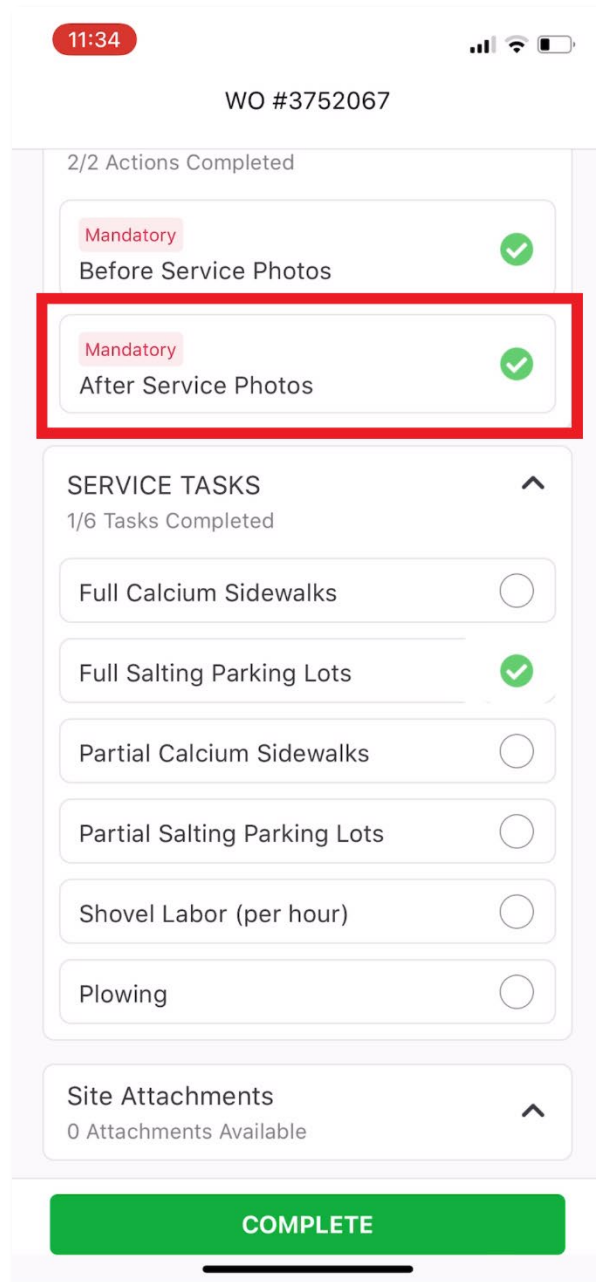 11:34
WO #3752067
2/2 Actions Completed
Mandatory
Before Service Photos
Mandatory
After Service Photos
SERVICE TASKS
1/6 Tasks Completed
Full Calcium Sidewalks
Full Salting Parking Lots
Partial Calcium Sidewalks
Partial Salting Parking Lots
Shovel Labor (per hour)
Plowing
Site Attachments
0 Attachments Available
COMPLETE